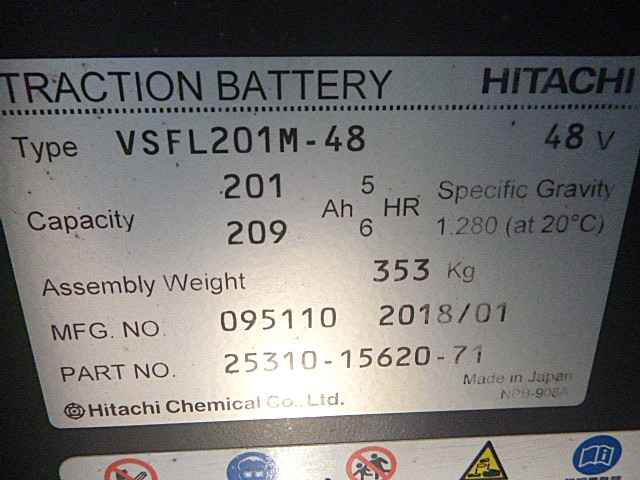 TRACTION BATTERY HITACHI
Type VSFL201M-48 48 V
Capacity 201 209 Ah 5 6 HR Specific Gravity 1.280 (at 20°C)
Assembly Weight 353 Kg
MFG. NO. 095110 2018/01
PART NO. 25310-15620-71
Made in Japan
Hitachi Chemical Co., Ltd. NPB-908A